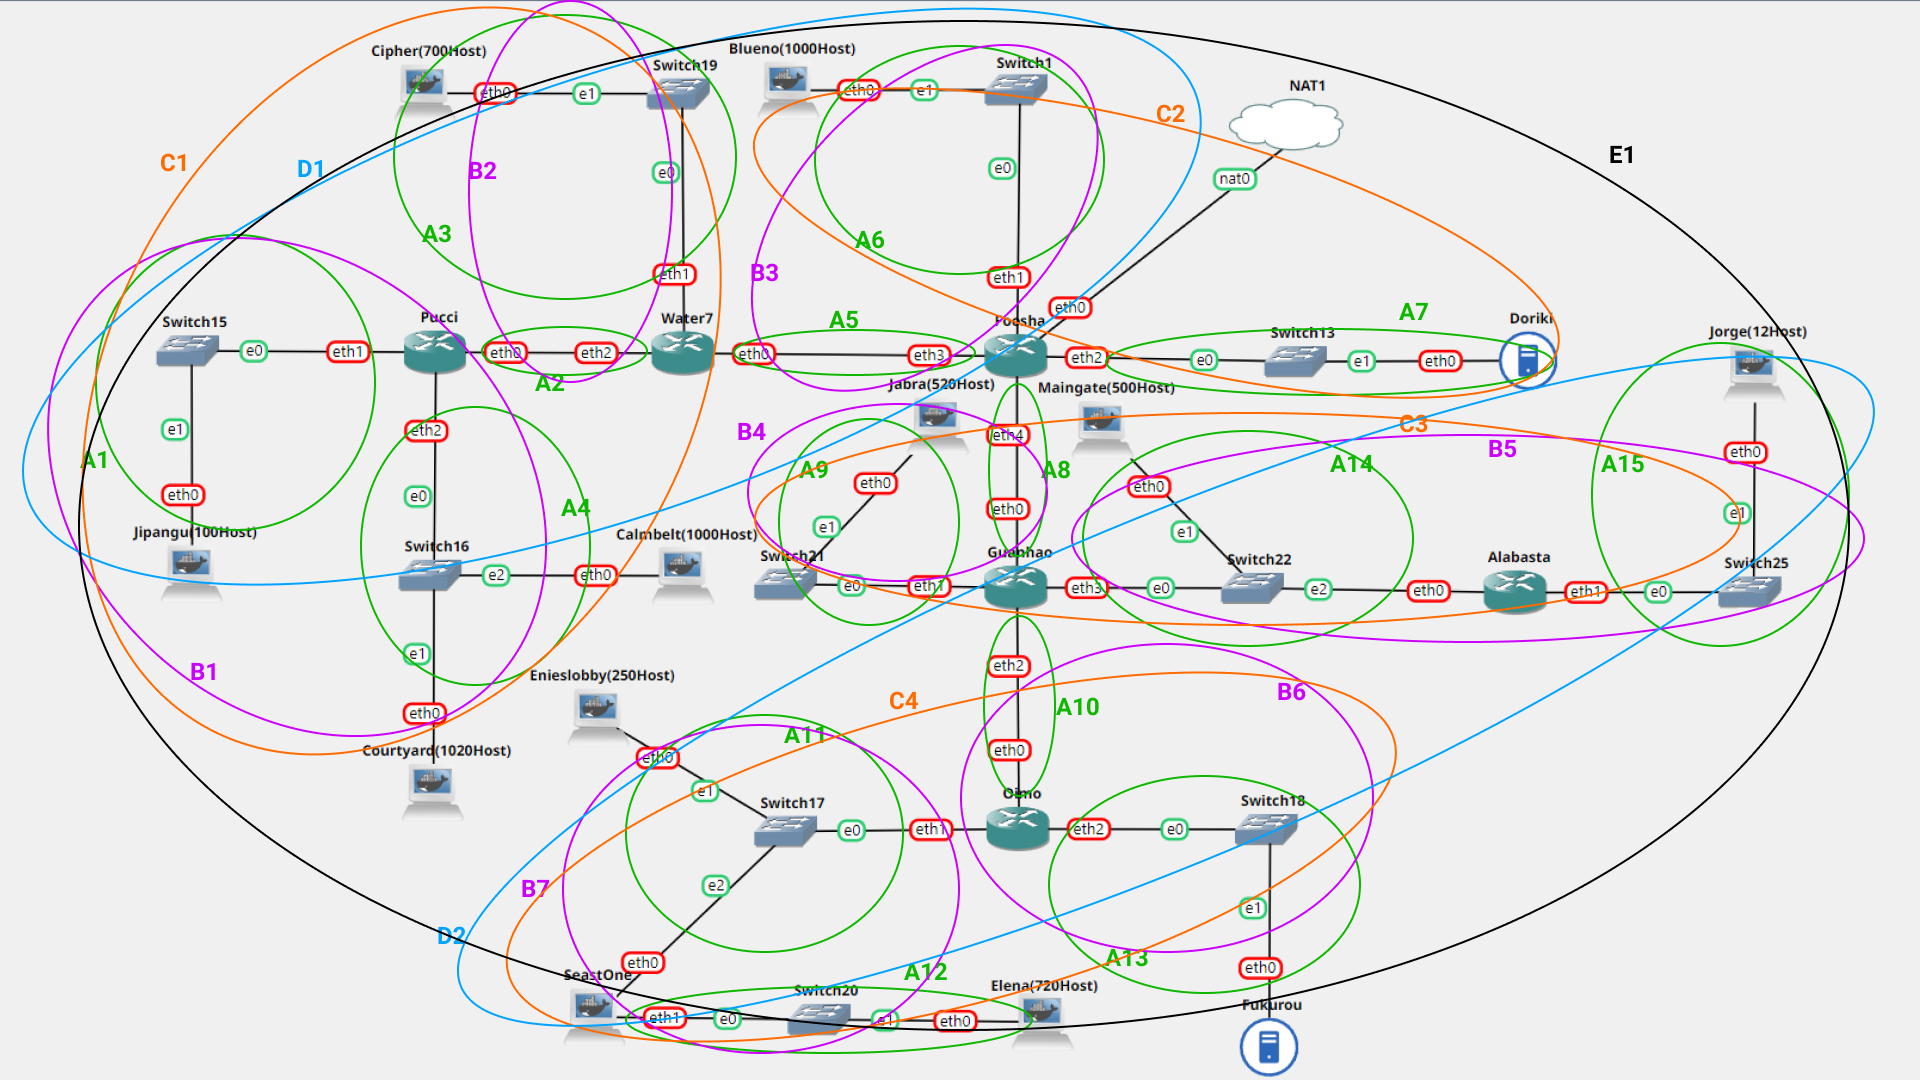 Cipher(700Host)
eth0
e1
Switch19
Blueno(1000Host)
eth0
e1
Switch1
NAT1
C2
E1
C1
D1
B2
e0
e0
nat0
A3
A6
B3
eth1
eth1
eth0
A5
A7
Switch15
Pucci
Water7
Foosha
Switch13
Doriki
Jorge(12Host)
e0
eth1
eth0
eth2
eth0
eth3
eth2
e0
e1
eth0
A2
Jabra(520Host)
Maingate(500Host)
e1
eth2
B4
eth4
C3
B5
eth0
A1
A9
A8
A14
A15
eth0
e0
eth0
eth0
eth0
A4
e1
e1
e1
Jipangu(100Host)
Switch16
Calmbelt(1000Host)
Switch21
Guanhao
Switch22
Alabasta
Switch25
e2
eth0
e0
eth1
eth3
e0
e2
eth0
eth1
e0
e1
B1
Enieslobby(250Host)
eth2
C4
A10
B6
eth0
Courtyard(1020Host)
A11
eth0
eth0
e1
Switch17
Oimo
Switch18
e0
eth1
eth2
e0
e2
B7
e1
D2
eth0
A12
A13
eth0
SeastOne
Switch20
Elena(720Host)
Fukurou
eth1
e0
e1
eth0